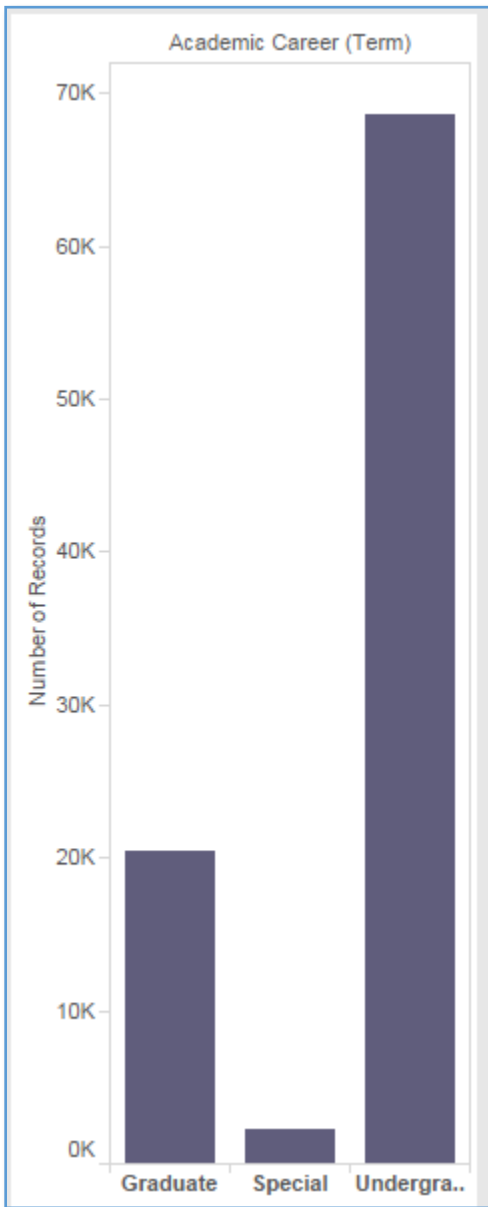 Academic Career (Term)
70K
60K
50K
40K
30K
20K
10K
0K
Number of Records
Graduate Special Undergra..